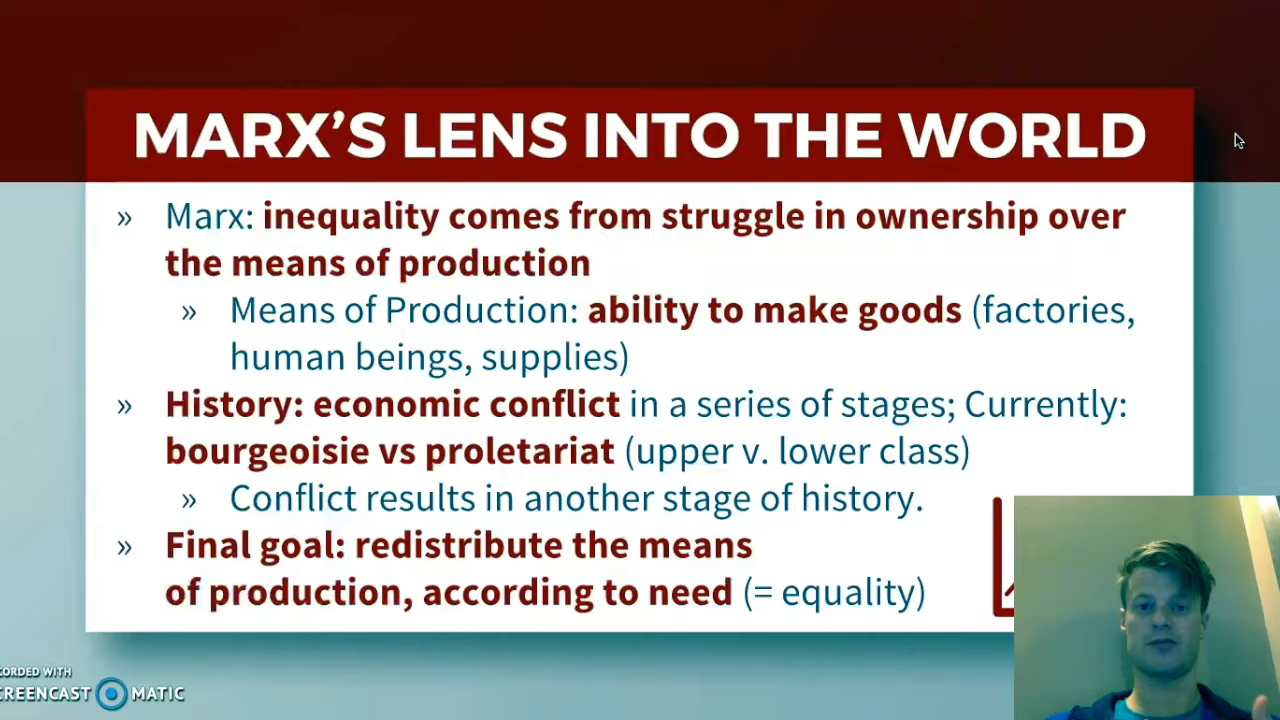 MARX'S LENS INTO THE WORLD
» Marx: inequality comes from struggle in ownership over
the means of production
» Means of Production: ability to make goods (factories,
human beings, supplies)
» History: economic conflict in a series of stages; Currently:
bourgeoisie vs proletariat (upper v. lower class)
» Conflict results in another stage of history.
» Final goal: redistribute the means
of production, according to need (= equality)
CORDED WITH
CREENCAST MATIC